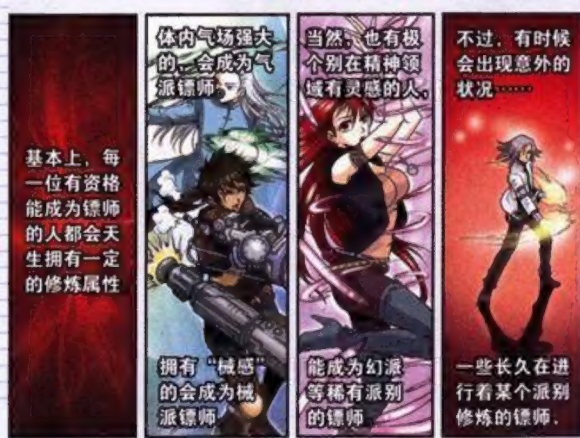 基本上，每
一位有资格
能成为镖师
的人都会天
生拥有一定
的修炼属性
体内气场强大
的，会成为气
派镖师
拥有“械感”
的会成为械
派镖师
当然，也有极
个别在精神领
域有灵感的人，
能成为幻派
等稀有派别
的镖师
不过，有时候
会出现意外的
状况……
一些长久在进
行着某个派别
修炼的镖师，